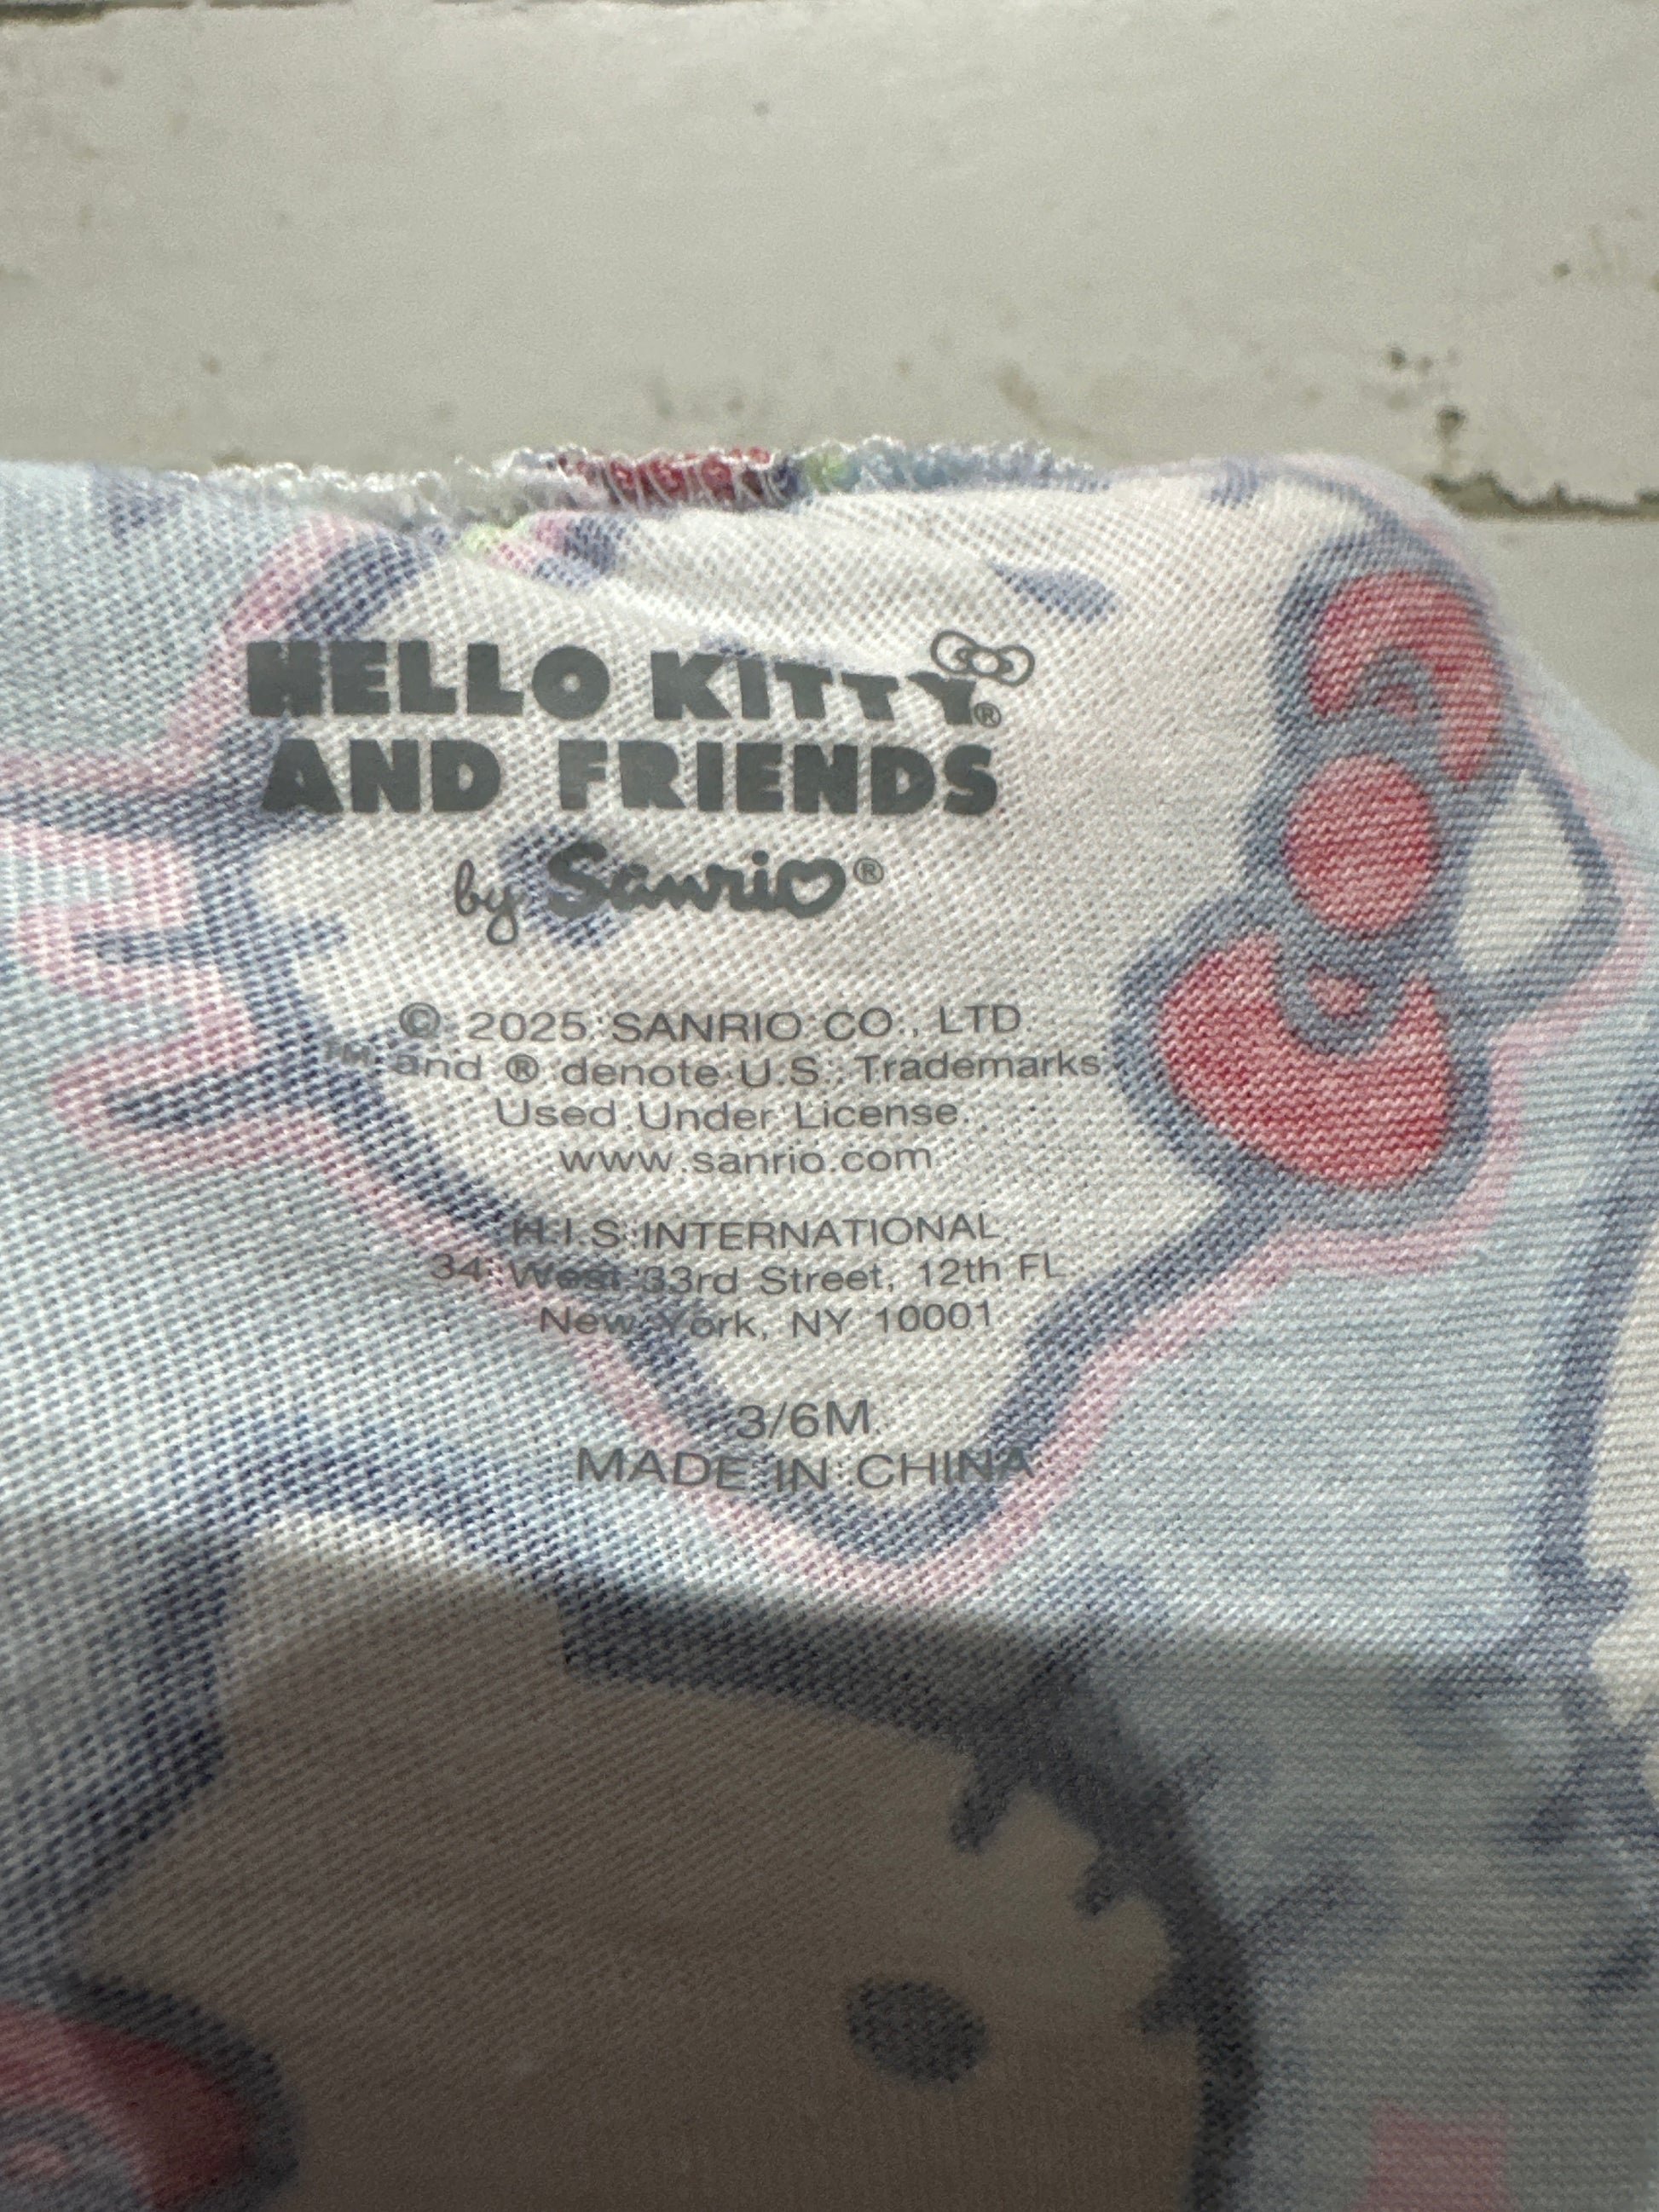 HELLO KITTY®
AND FRIENDS
by Sanrio®
© 2025 SANRIO CO., LTD.
™ and ® denote U.S. Trademarks
Used Under License.
www.sanrio.com
H.I.S. INTERNATIONAL
34 West 33rd Street, 12th FL
New York, NY 10001
3/6M
MADE IN CHINA